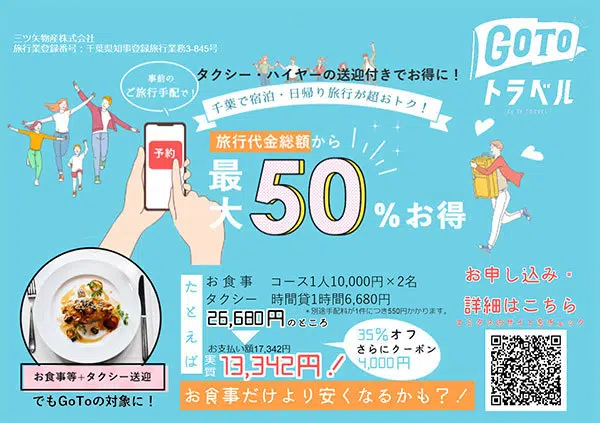 三ツ矢物産株式会社
旅行業登録番号:千葉県知事登録旅行業務3-845号
GOTO
トラベル
事前の
ご旅行手配で!
タクシー・ハイヤーの送迎付きでお得に!
千葉で宿泊・日帰り旅行が超おトク!
予約
旅行代金総額から
最大50%お得
お食事等+タクシー送迎
でもGoToの対象に!
たとえば
お食事 コース1人10,000円×2名
タクシー 時間貸1時間6,680円
*別途手配料が1件につき550円かかります。
26,680円のところ
お支払い額17,342円
実質13,342円!
35%オフ
さらにクーポン
4,000円
お食事だけより安くなるかも?!
お申し込み・
詳細はこちら